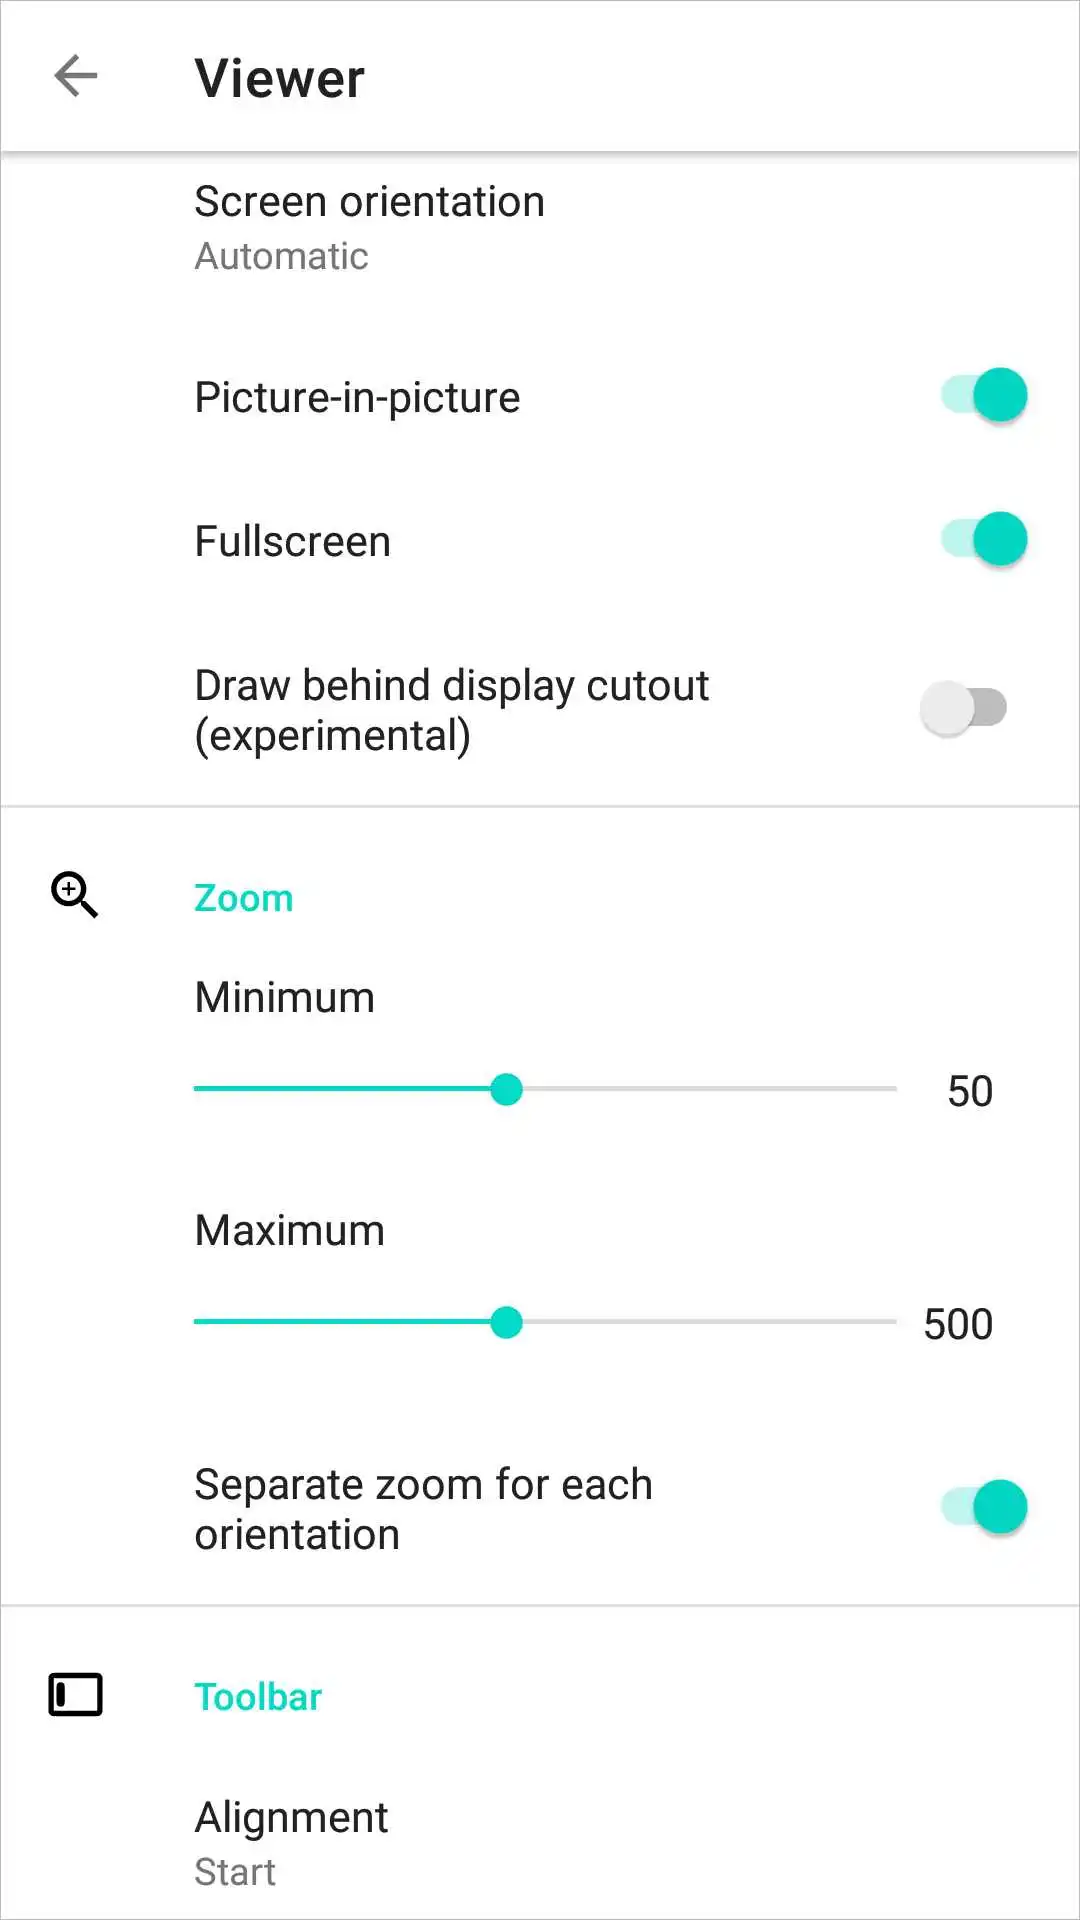 Viewer
Screen orientation
Automatic
Picture-in-picture
Fullscreen
Draw behind display cutout
(experimental)
Zoom
Minimum
50
Maximum
500
Separate zoom for each
orientation
Toolbar
Alignment
Start